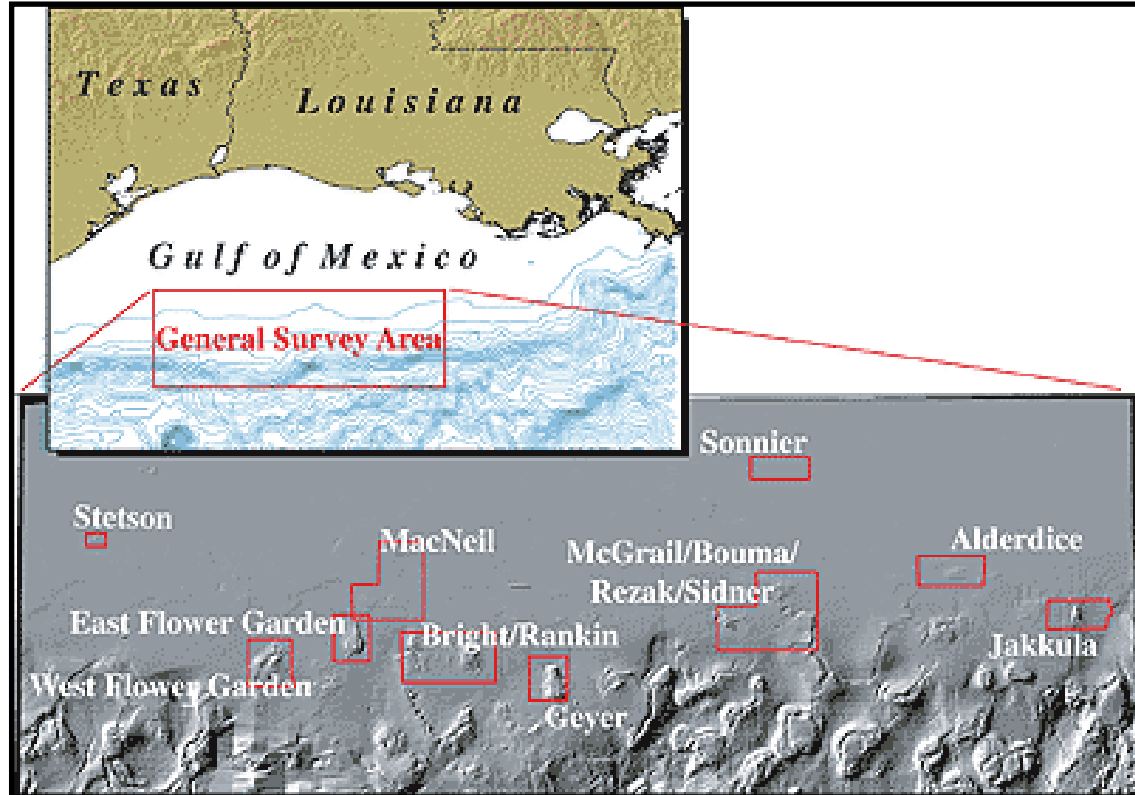 Texas
Louisiana
Gulf of Mexico
General Survey Area
Sonnier
Stetson
MacNeil
McGrail/Bouma/
Rezak/Sidner
Alderdice
East Flower Garden
Bright/Rankin
Jakkula
West Flower Garden
Geyer